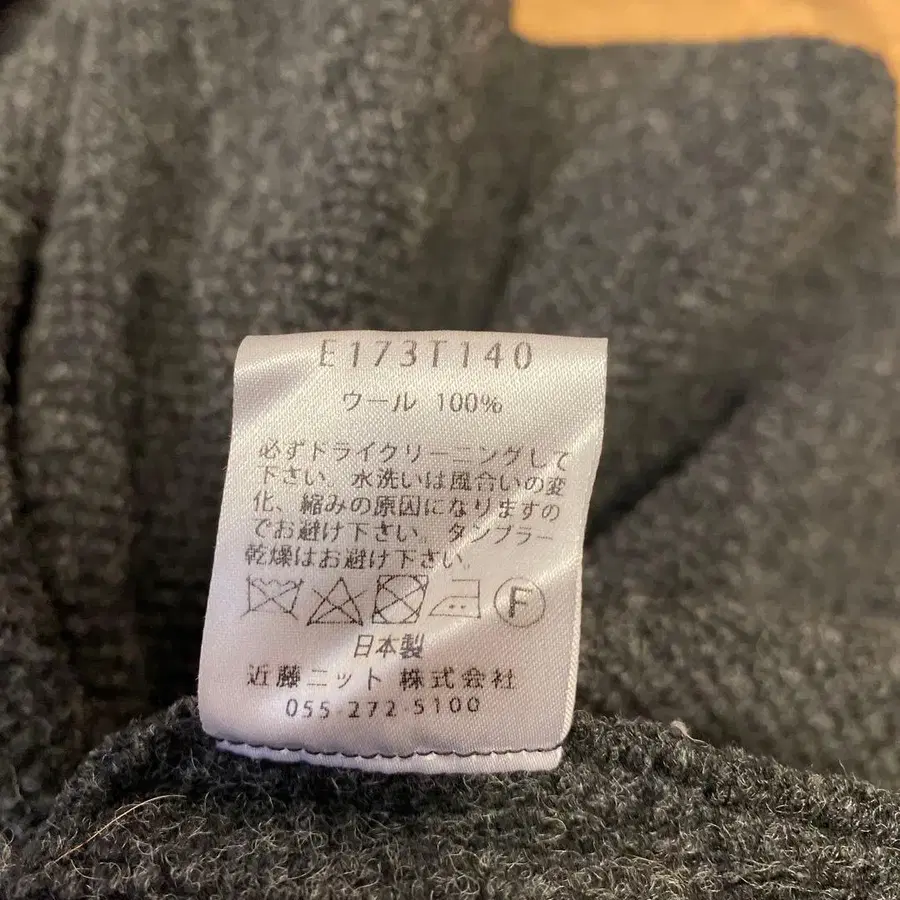 E173T140
ウール 100%
必ずドライクリーニングして
下さい。水洗いは風合いの変
化、縮みの原因になりますの
でお避け下さい。タンブラー
乾燥はお避け下さい。
F
日本製
近藤ニット 株式会社
055-272-5100